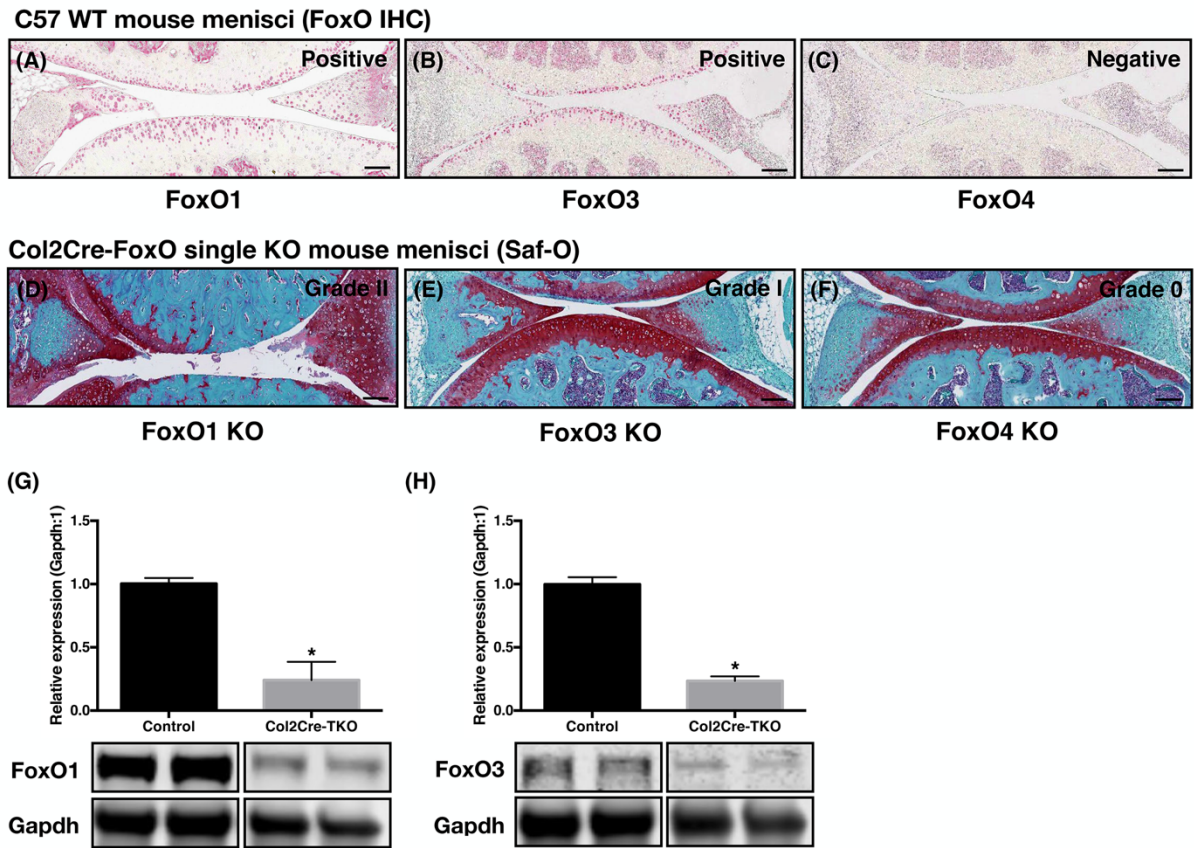 C57 WT mouse menisci (FoxO IHC)
(A) Positive
(B) Positive
(C) Negative
FoxO1
FoxO3
FoxO4
Col2Cre-FoxO single KO mouse menisci (Saf-O)
(D) Grade II
(E) Grade I
(F) Grade 0
FoxO1 KO
FoxO3 KO
FoxO4 KO
(G)
Relative expression (Gapdh:1)
1.5
1.0
0.5
0.0
*
Control
Col2Cre-TKO
FoxO1
Gapdh
(H)
Relative expression (Gapdh:1)
1.5
1.0
0.5
0.0
*
Control
Col2Cre-TKO
FoxO3
Gapdh